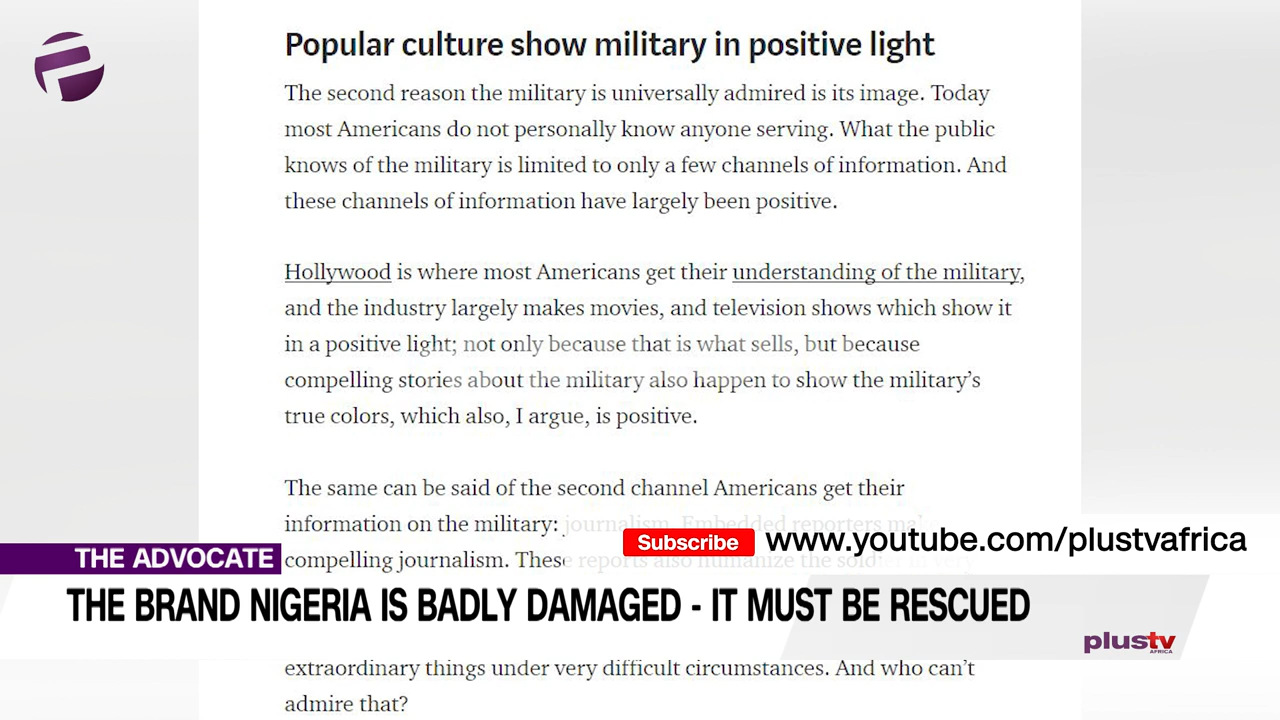 Popular culture show military in positive light
The second reason the military is universally admired is its image. Today
most Americans do not personally know anyone serving. What the public
knows of the military is limited to only a few channels of information. And
these channels of information have largely been positive.
Hollywood is where most Americans get their understanding of the military,
and the industry largely makes movies, and television shows which show it
in a positive light; not only because that is what sells, but because
compelling stories about the military also happen to show the military's
true colors, which also, I argue, is positive.
The same can be said of the second channel Americans get their
information on the military: journalism. Embedded reporters
compelling journalism. These reports also humanize the
Subscribe
www.youtube.com/plustvafrica
THE ADVOCATE
THE BRAND NIGERIA IS BADLY DAMAGED - IT MUST BE RESCUED
plustv
AFRICA
extraordinary things under very difficult circumstances. And who can't
admire that?